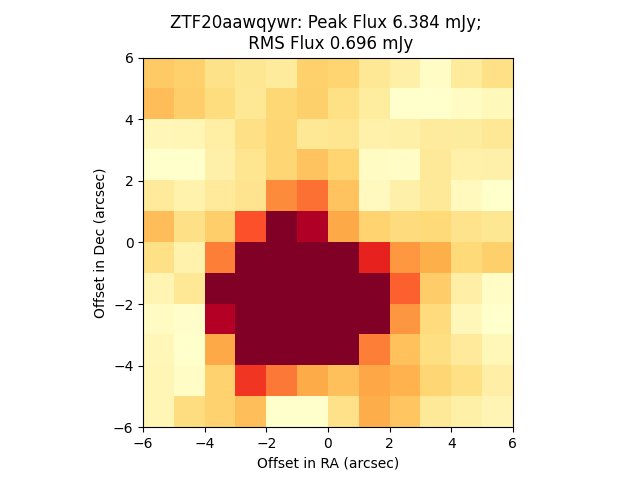 ZTF20aawqywr: Peak Flux 6.384 mJy;
RMS Flux 0.696 mJy
6
4
2
0
−2
−4
−6
Offset in Dec (arcsec)
−6 −4 −2 0 2 4 6
Offset in RA (arcsec)